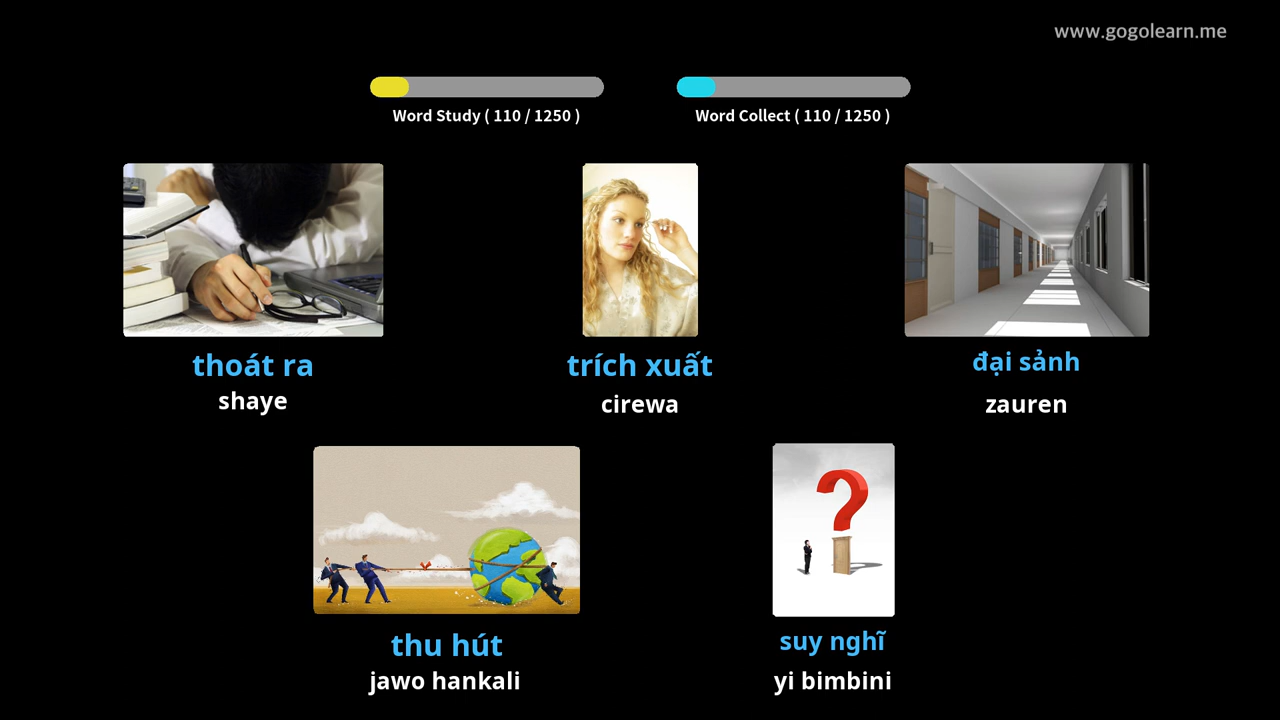 www.gogolearn.me
Word Study ( 110 / 1250 )
Word Collect ( 110 / 1250 )
thoát ra
shaye
trích xuất
cirewa
đại sảnh
zauren
thu hút
jawo hankali
suy nghĩ
yi bimbini